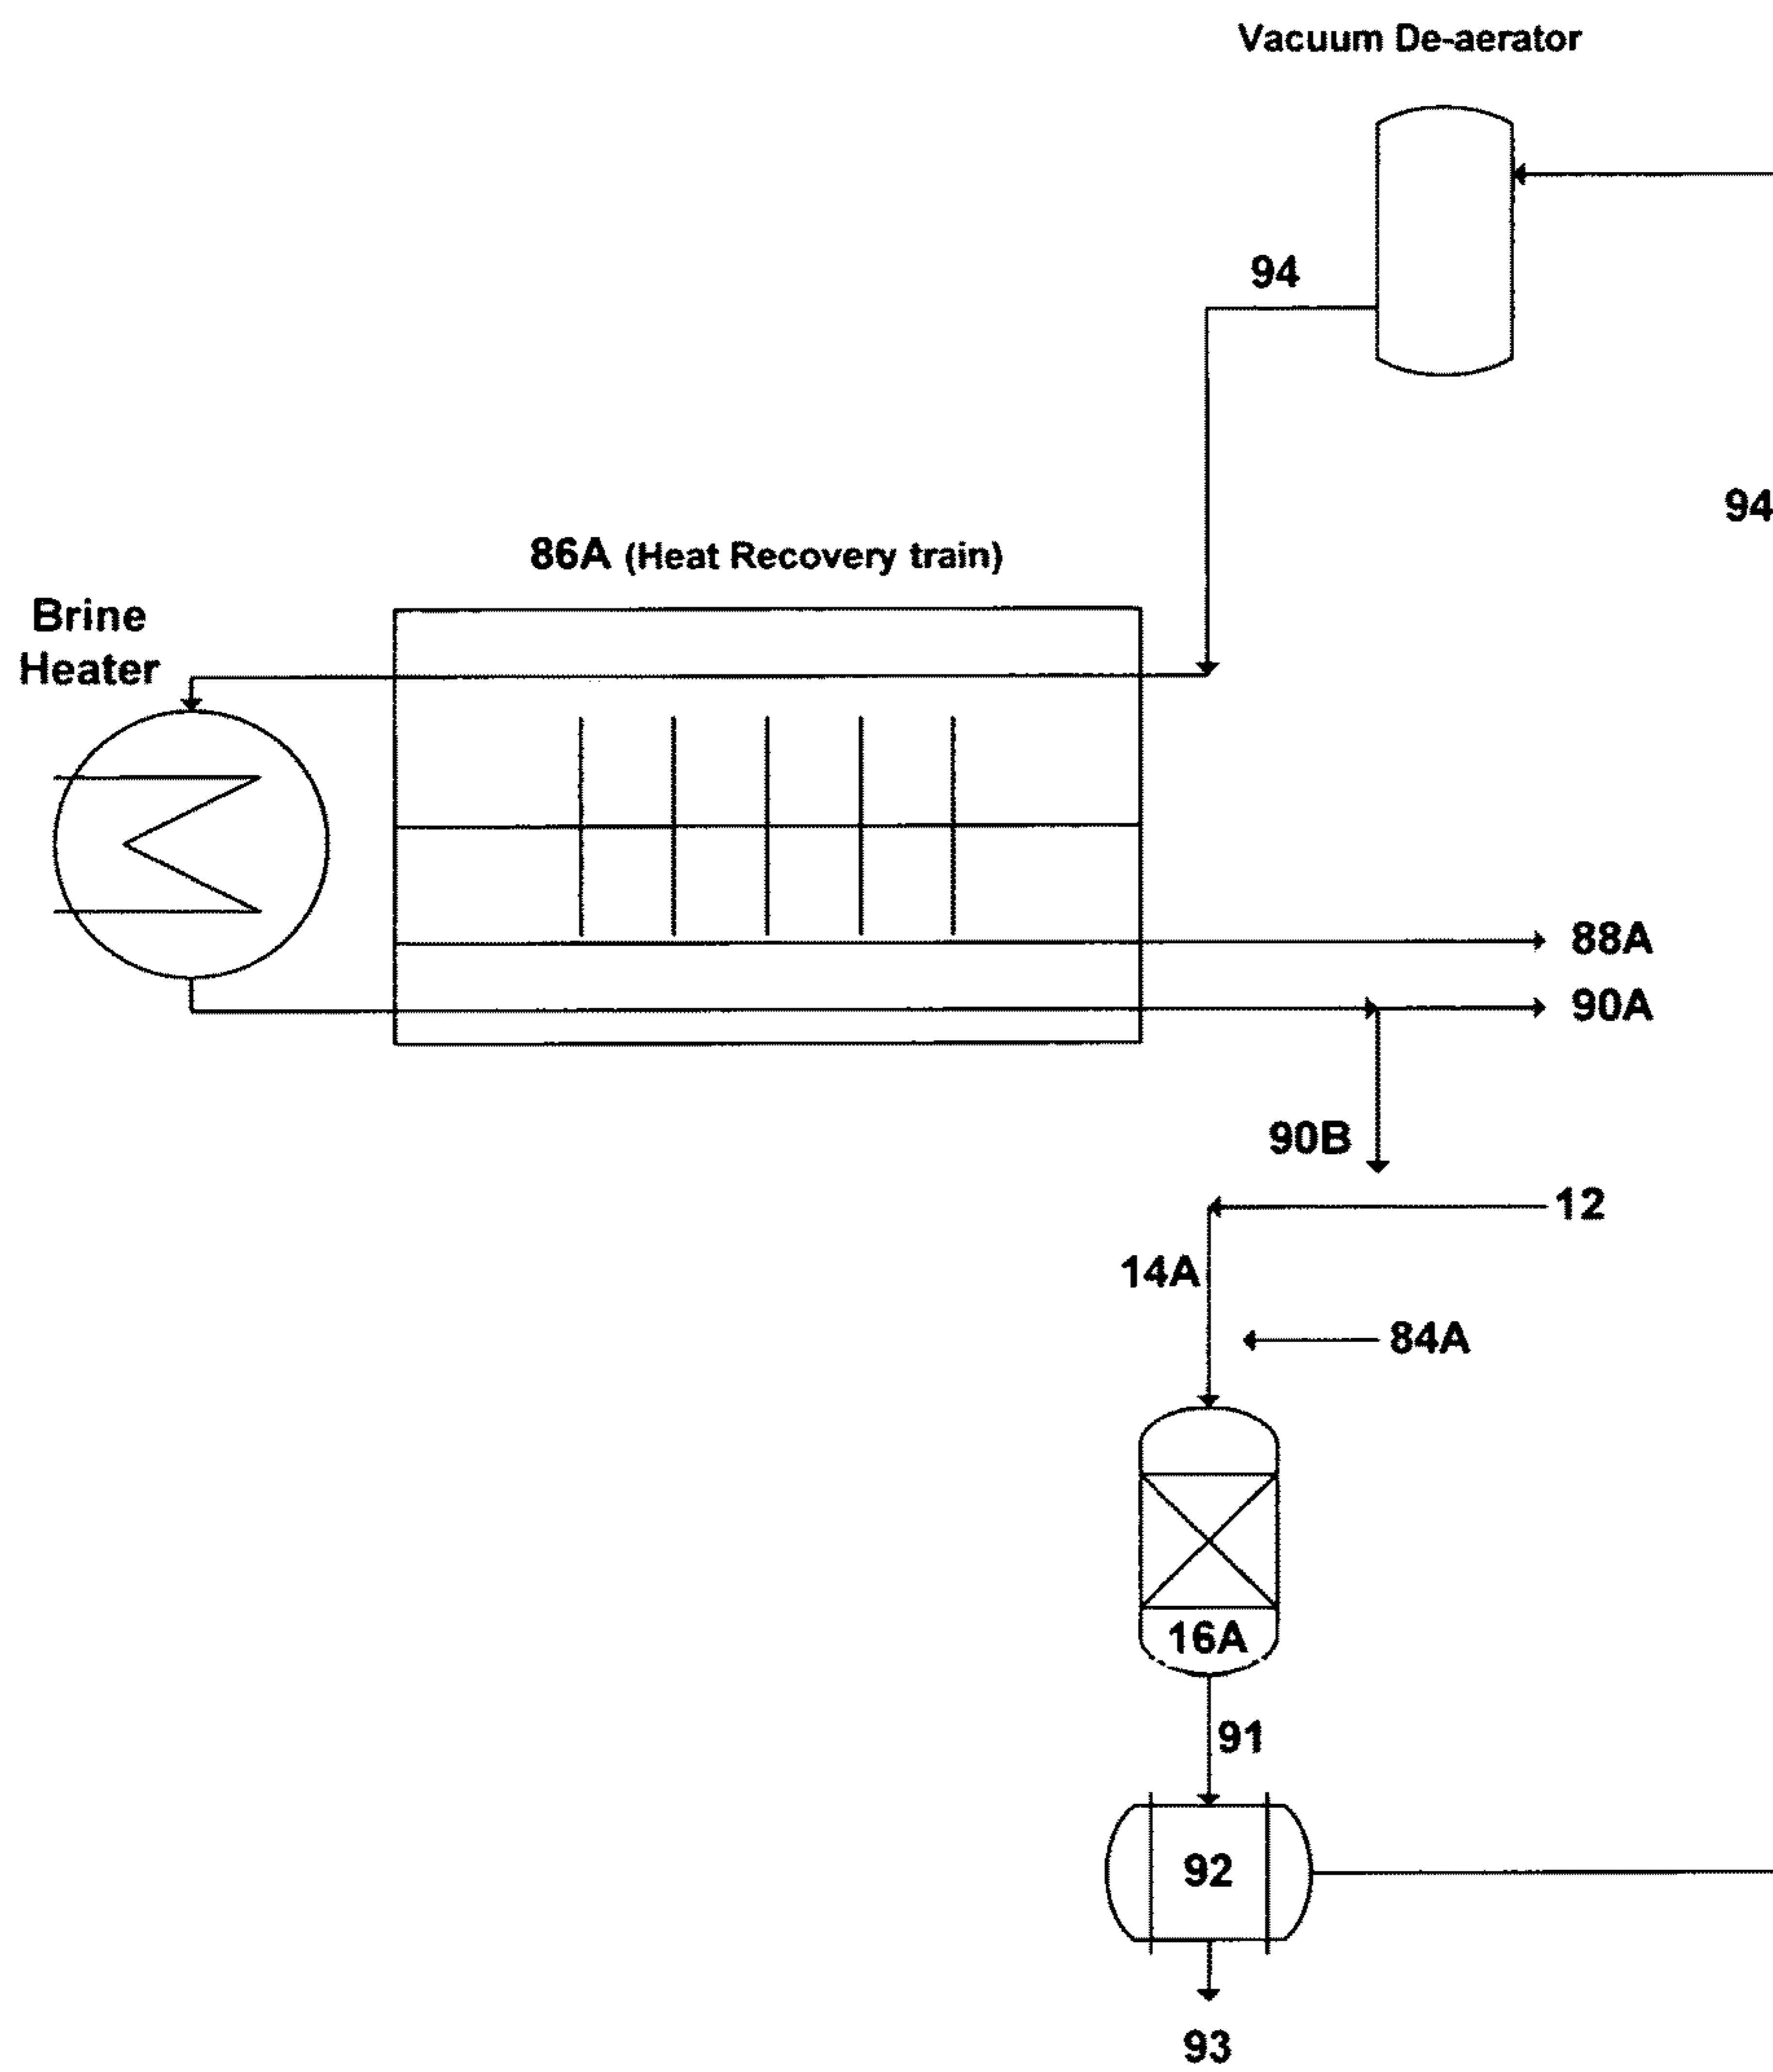 Vacuum De-aerator
94
94
86A (Heat Recovery train)
Brine
Heater
88A
90A
90B
12
14A
84A
16A
91
92
93